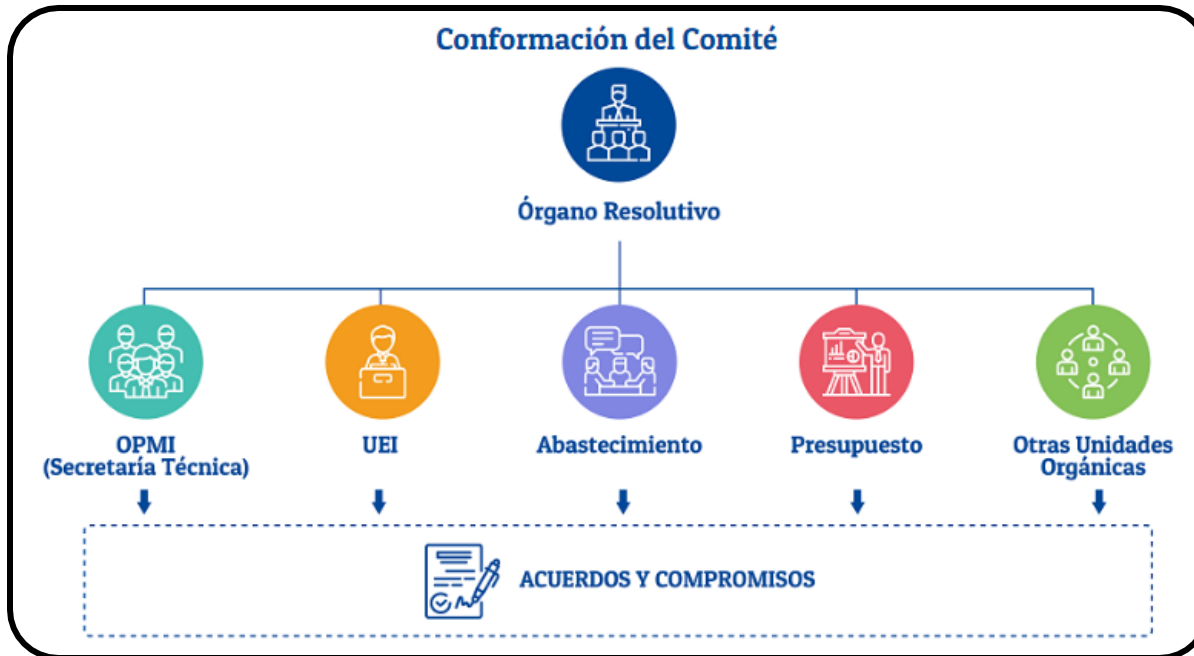 Conformación del Comité
Órgano Resolutivo
OPMI
(Secretaría Técnica)
UEI
Abastecimiento
Presupuesto
Otras Unidades
Orgánicas
ACUERDOS Y COMPROMISOS